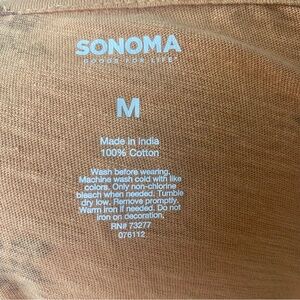 SONOMA
GOODS FOR LIFE
M
Made in India
100% Cotton
Wash before wearing.
Machine wash cold with like
colors. Only non-chlorine
bleach when needed. Tumble
dry low. Remove promptly.
Warm iron if needed. Do not
iron on decoration.
RN# 73277
076112